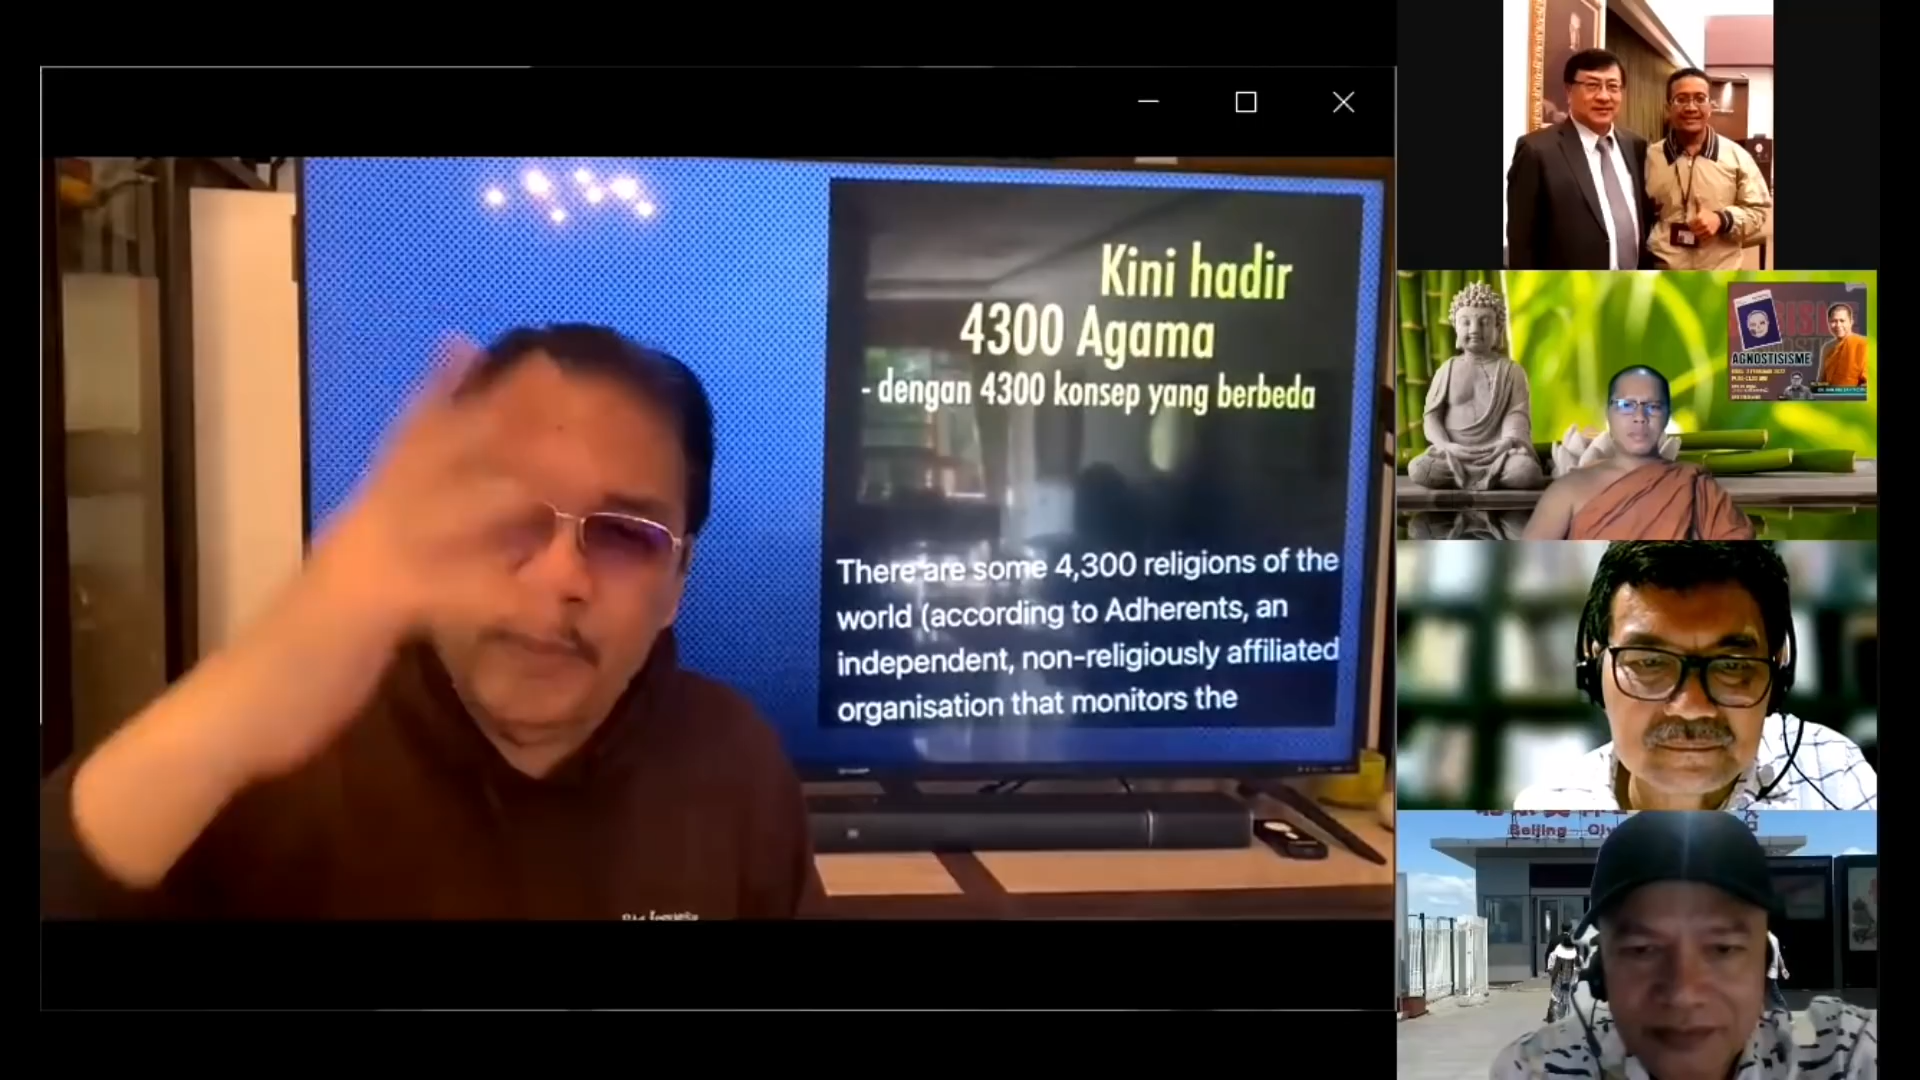 Kini hadir
4300 Agama
- dengan 4300 konsep yang berbeda
There are some 4,300 religions of the
world (according to Adherents, an
independent, non-religiously affiliated
organisation that monitors the
AGNOSTISISME
Beijing